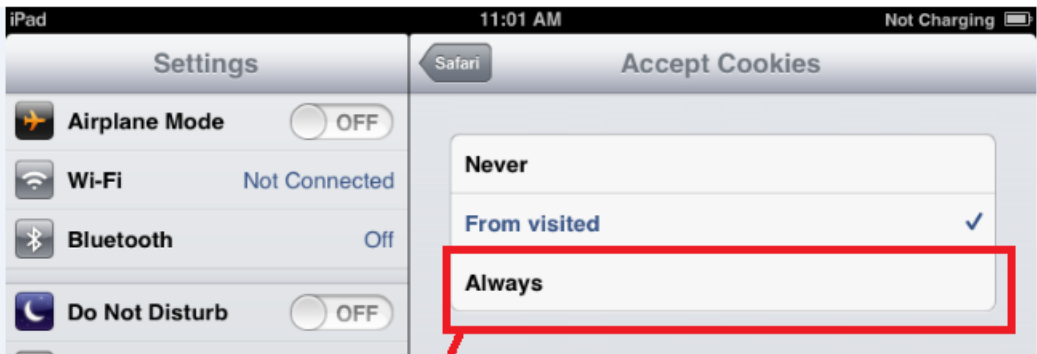 iPad 11:01 AM Not Charging
Settings
Airplane Mode OFF
Wi-Fi Not Connected
Bluetooth Off
Do Not Disturb OFF
Safari Accept Cookies
Never
From visited
Always